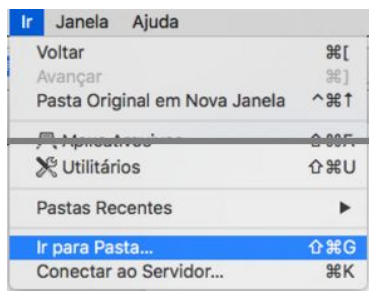 Ir Janela Ajuda
Voltar ⌘[
Avançar ⌘]
Pasta Original em Nova Janela ^⌘↑
Utilitários ⇧⌘U
Pastas Recentes ▶
Ir para Pasta... ⇧⌘G
Conectar ao Servidor... ⌘K